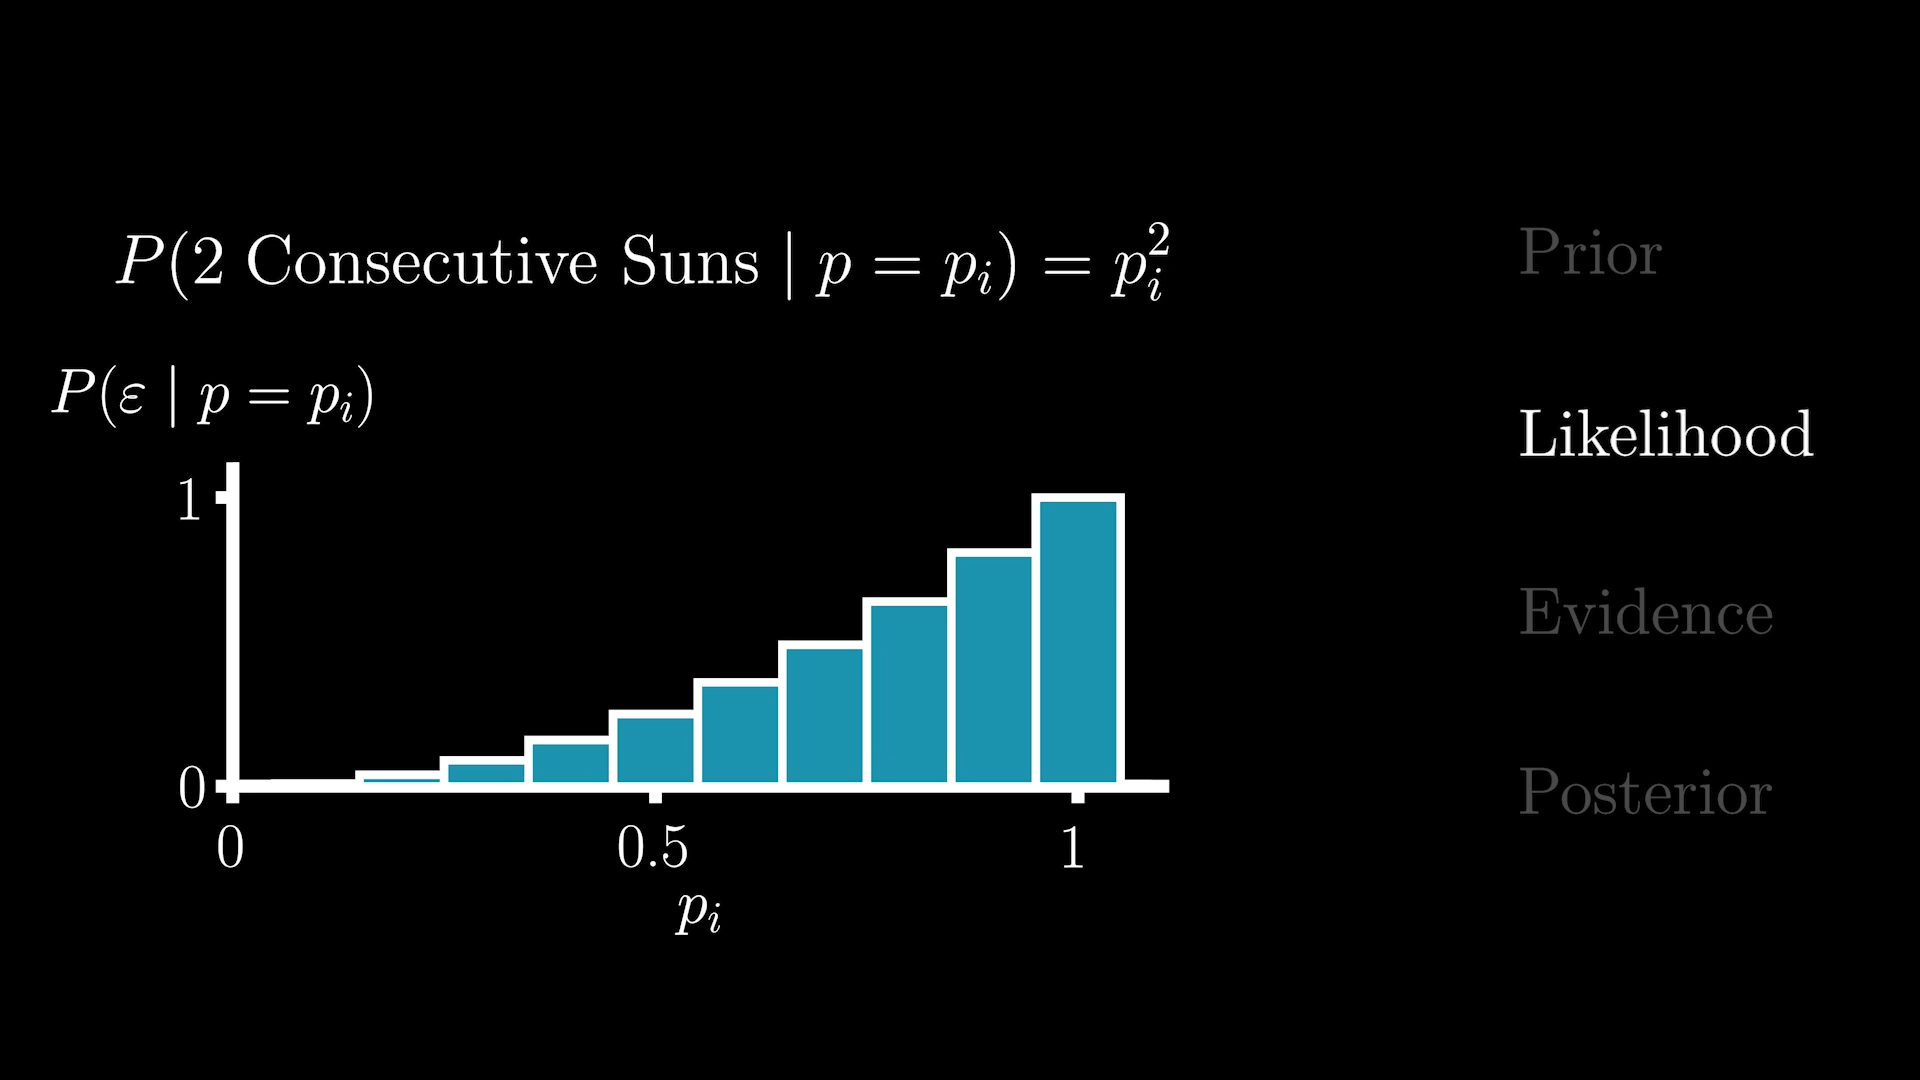 P(2 Consecutive Suns | p = pᵢ) = pᵢ²
P(ε | p = pᵢ)
1
0
0
0.5
1
pᵢ
Prior
Likelihood
Evidence
Posterior